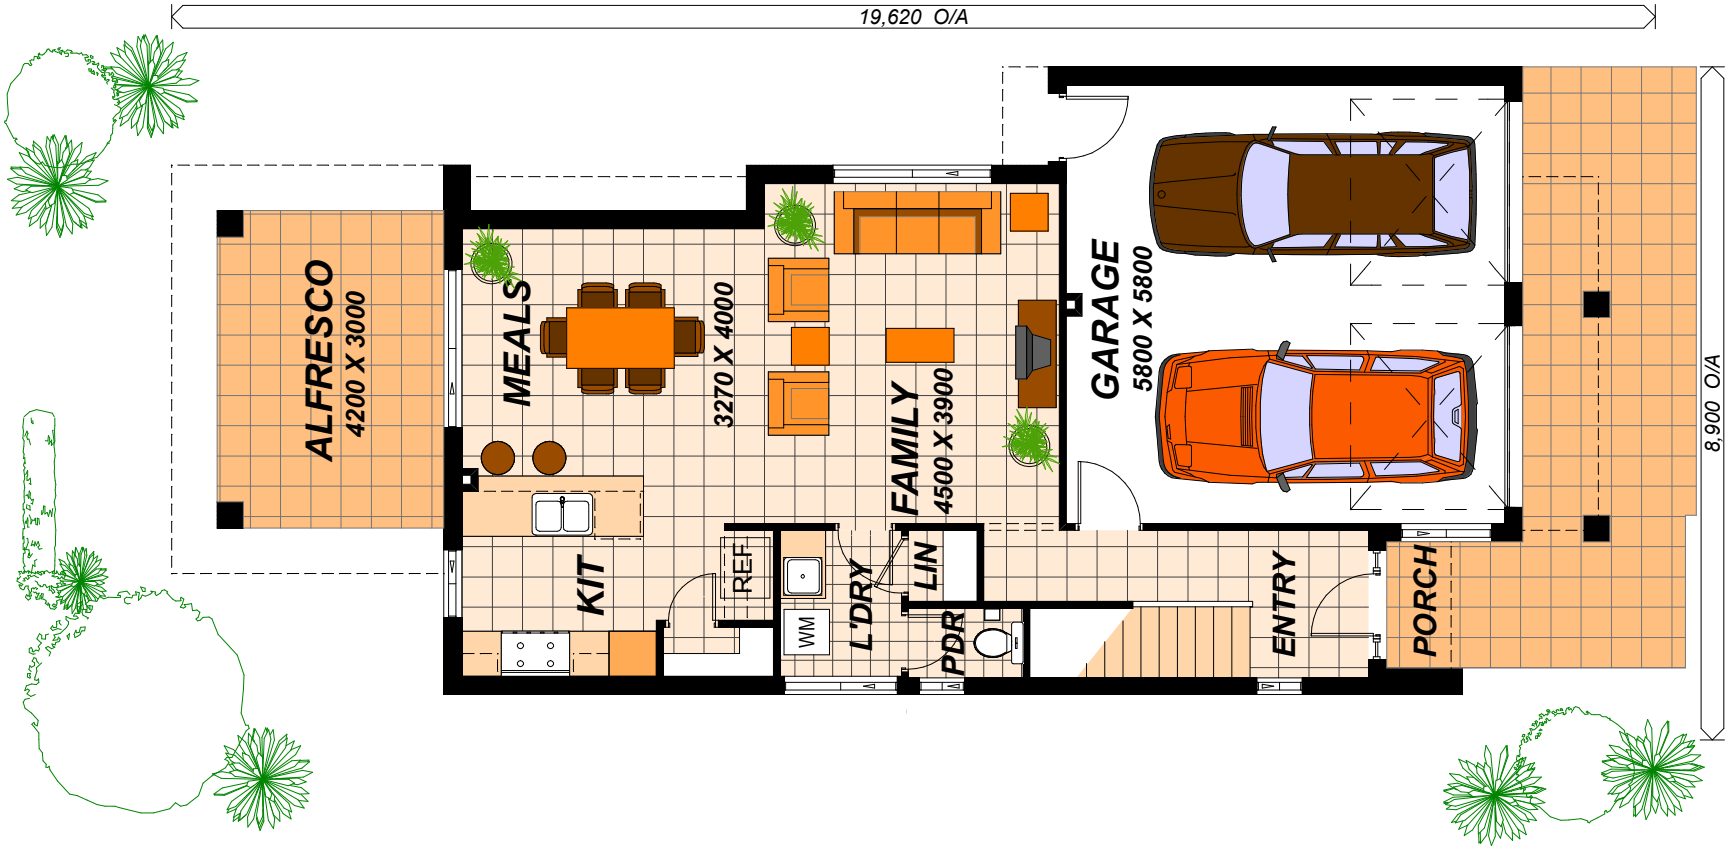 19,620 O/A
8,900 O/A
ALFRESCO
4200 X 3000
MEALS
3270 X 4000
FAMILY
4500 X 3900
GARAGE
5800 X 5800
KIT
REF
L'DRY
WM
LIN
PDR
ENTRY
PORCH